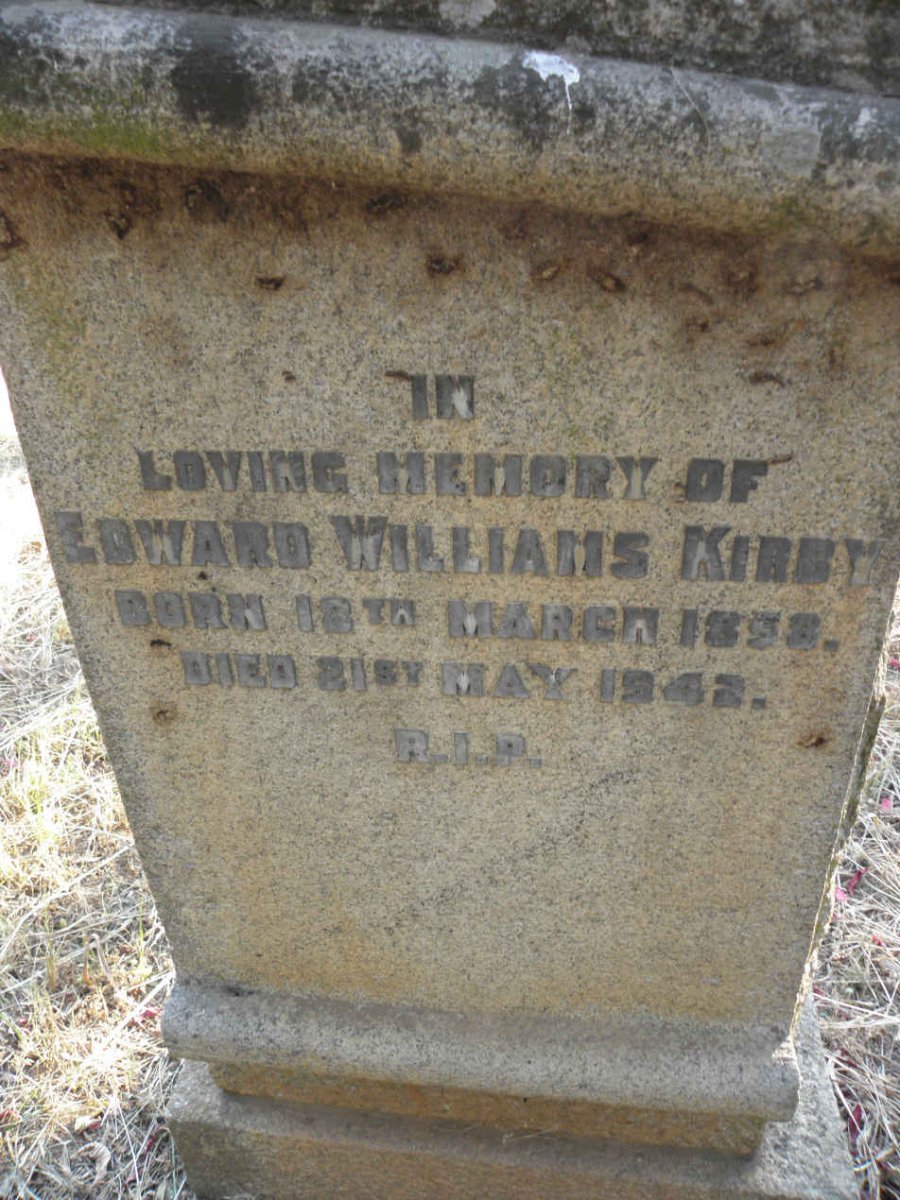 IN
LOVING MEMORY OF
EDWARD WILLIAMS KIRBY
BORN 18TH MARCH 1858.
DIED 21ST MAY 1942.
R.I.P.